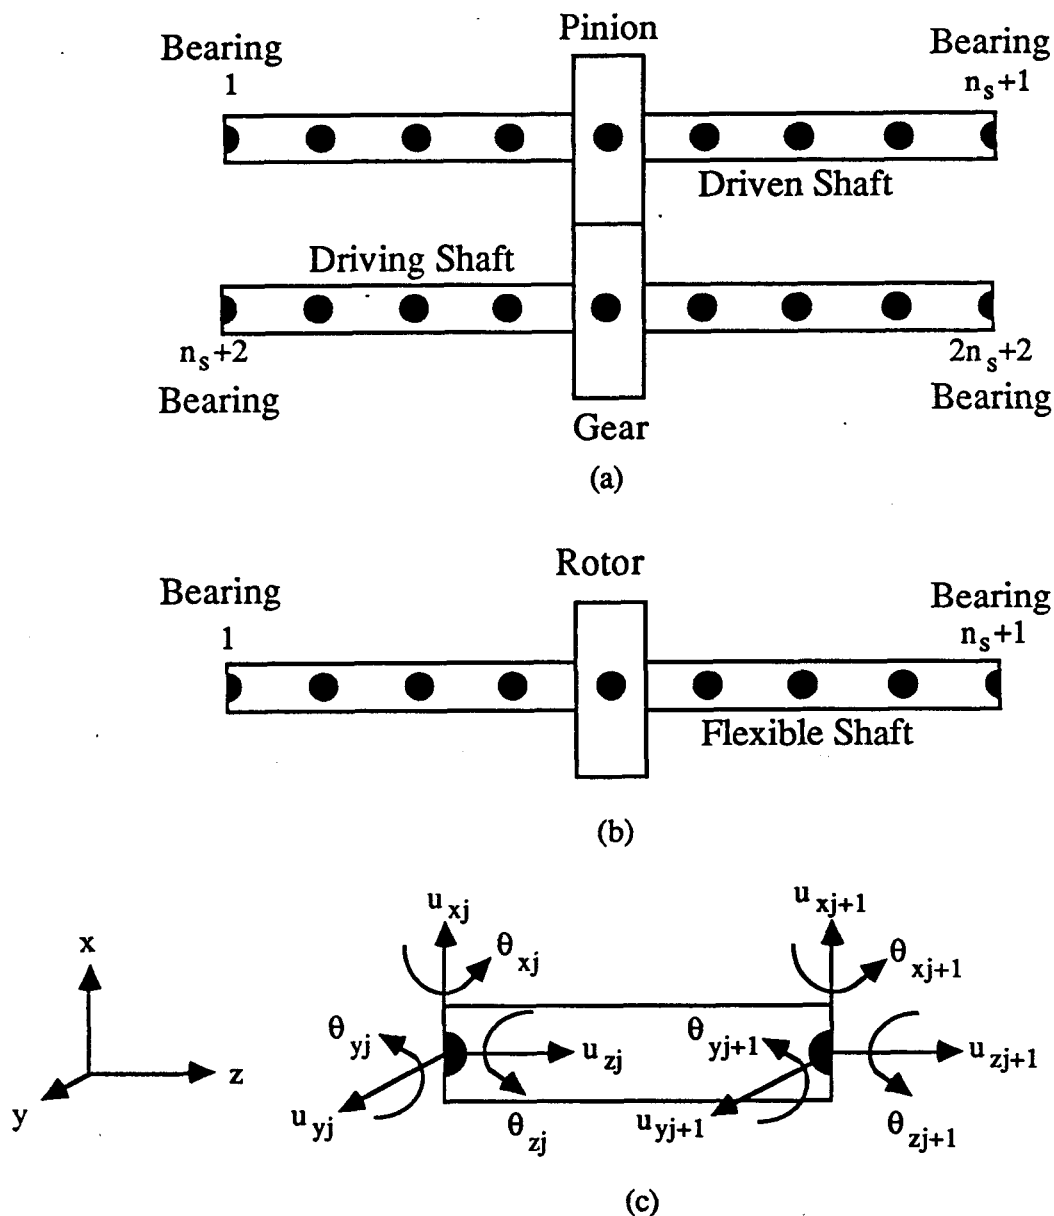 Pinion
Bearing
1
Bearing
n_s+1
Driven Shaft
Driving Shaft
n_s+2
Bearing
2n_s+2
Bearing
Gear
(a)
Rotor
Bearing
1
Bearing
n_s+1
Flexible Shaft
(b)
x
y
z
u_xj
θ_xj
θ_yj
u_zj
u_yj
θ_zj
u_xj+1
θ_xj+1
θ_yj+1
u_zj+1
u_yj+1
θ_zj+1
(c)